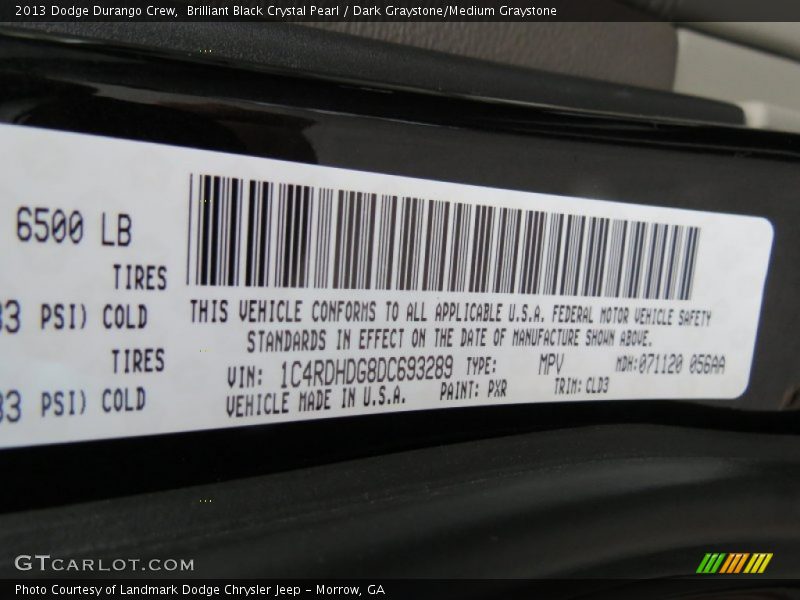 2013 Dodge Durango Crew,  Brilliant Black Crystal Pearl / Dark Graystone/Medium Graystone
6500 LB
TIRES
33 PSI) COLD
TIRES
33 PSI) COLD
THIS VEHICLE CONFORMS TO ALL APPLICABLE U.S.A. FEDERAL MOTOR VEHICLE SAFETY
STANDARDS IN EFFECT ON THE DATE OF MANUFACTURE SHOWN ABOVE.
VIN: 1C4RDHDG8DC693289 TYPE: MPV MDH:071120 056AA
VEHICLE MADE IN U.S.A. PAINT: PXR TRIM: CLD3
GTCARLOT.COM
Photo Courtesy of Landmark Dodge Chrysler Jeep – Morrow, GA